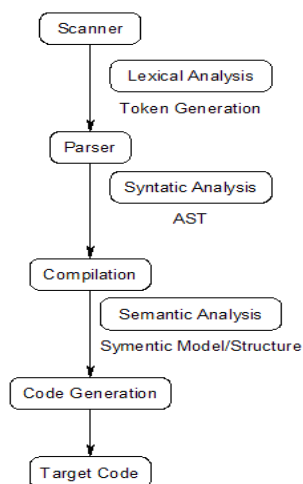 Scanner
Lexical Analysis
Token Generation
Parser
Syntatic Analysis
AST
Compilation
Semantic Analysis
Symentic Model/Structure
Code Generation
Target Code